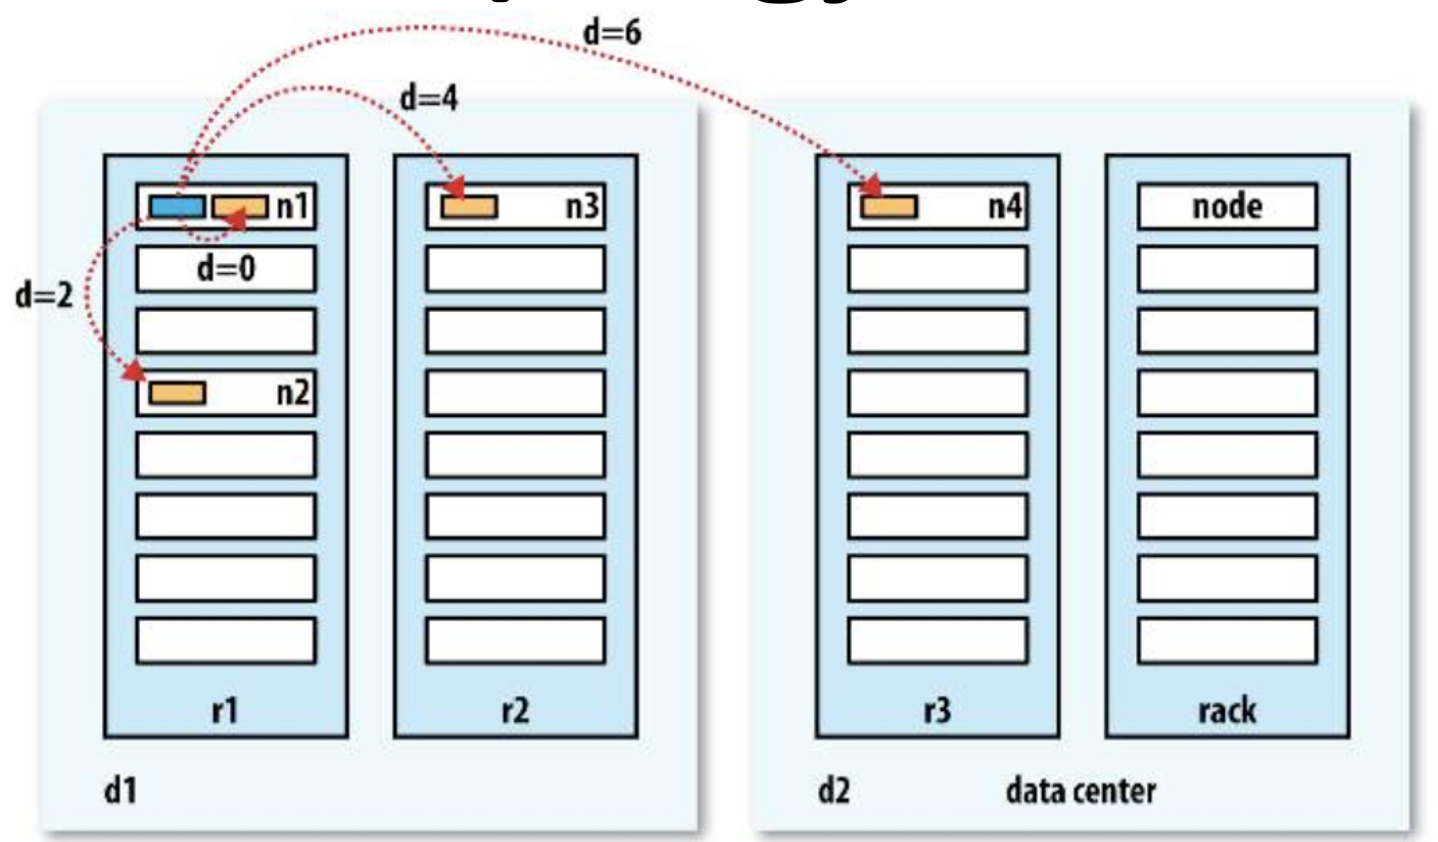 d=6
d=4
n1
n3
n4
node
d=0
d=2
n2
r1
r2
r3
rack
d1
d2
data center